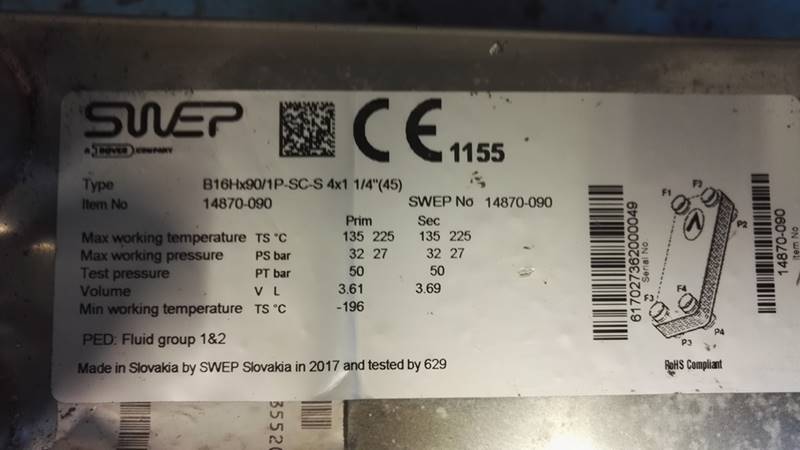 SWEP
A DOVER COMPANY
CE 1155
Type B16Hx90/1P-SC-S 4x1 1/4"(45)
Item No 14870-090 SWEP No 14870-090
Prim Sec
Max working temperature TS °C 135 225 135 225
Max working pressure PS bar 32 27 32 27
Test pressure PT bar 50 50
Volume V L 3.61 3.69
Min working temperature TS °C -196
PED: Fluid group 1&2
Made in Slovakia by SWEP Slovakia in 2017 and tested by 629
617027362000049
Serial No
F1
F2
P2
F3
F4
P3
P4
RoHS Compliant
14870-090
Item No